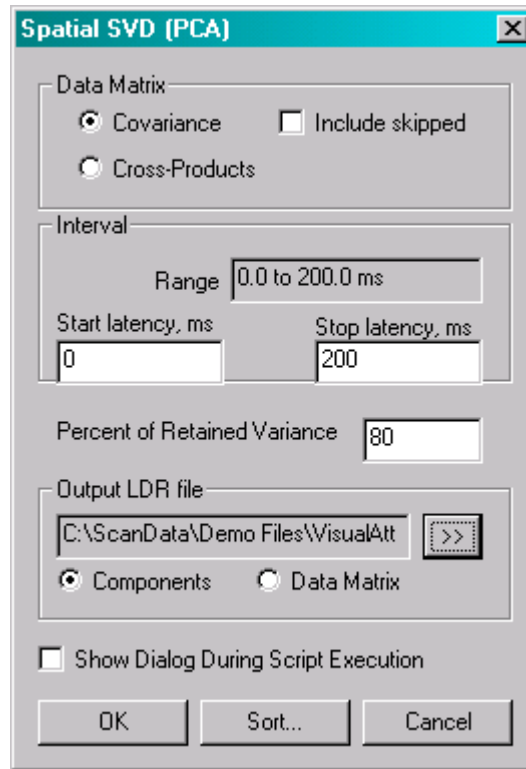 Spatial SVD (PCA)
Data Matrix
Covariance Include skipped
Cross-Products
Interval
Range 0.0 to 200.0 ms
Start latency, ms Stop latency, ms
0 200
Percent of Retained Variance 80
Output LDR file
C:\ScanData\Demo Files\VisualAtt >>
Components Data Matrix
Show Dialog During Script Execution
OK Sort... Cancel